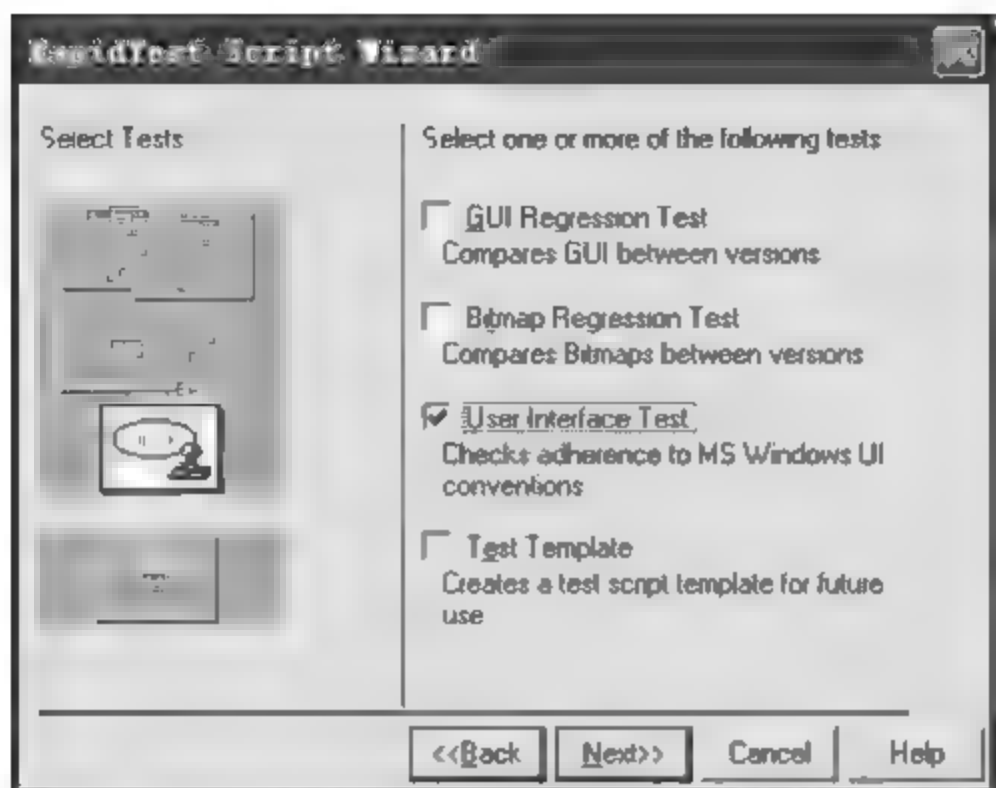 RapidTest Script Wizard
Select Tests
Select one or more of the following tests
GUI Regression Test
Compares GUI between versions
Bitmap Regression Test
Compares Bitmaps between versions
User Interface Test
Checks adherence to MS Windows UI
conventions
Test Template
Creates a test script template for future
use
<<Back
Next>>
Cancel
Help